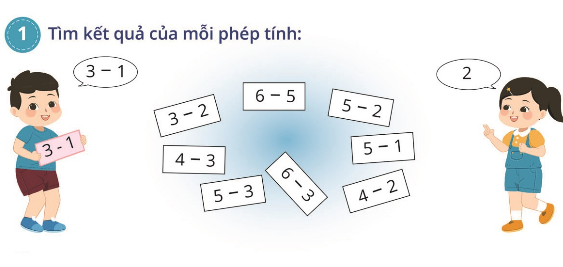 1 Tìm kết quả của mỗi phép tính:
3 – 1
2
3 - 1
6 – 5
3 – 2
5 – 2
4 – 3
5 – 1
5 – 3
6 – 3
4 – 2